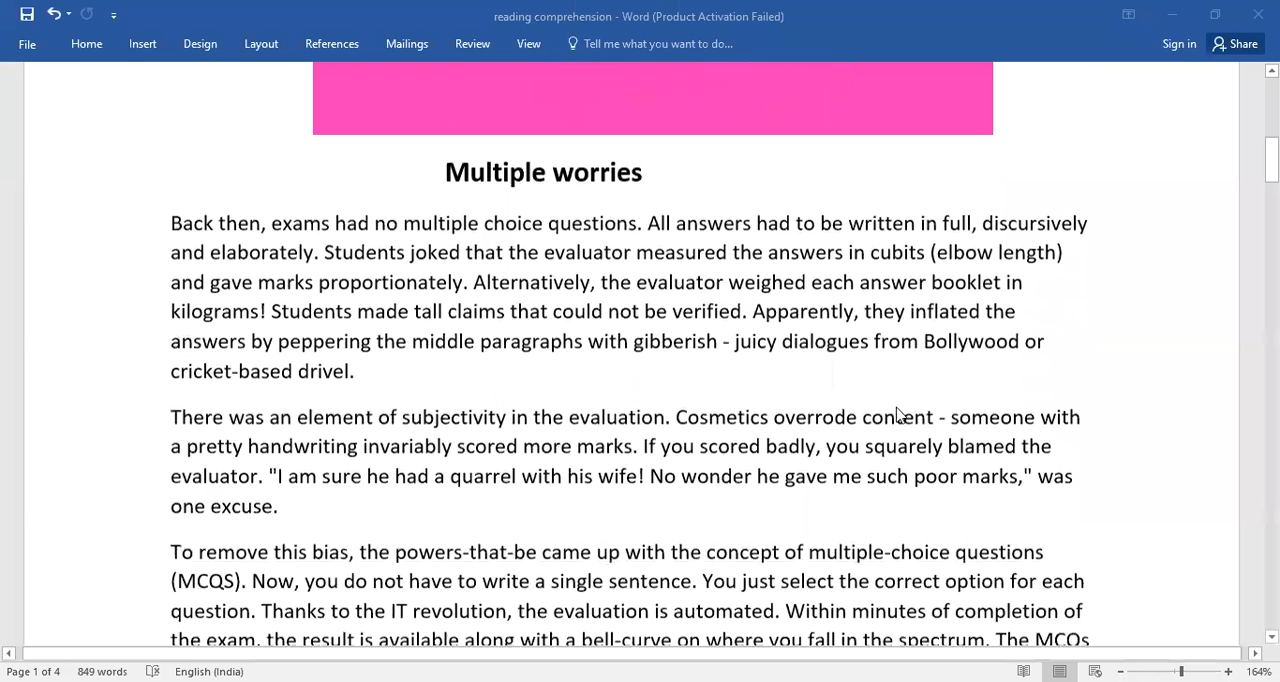 reading comprehension - Word (Product Activation Failed)
File Home Insert Design Layout References Mailings Review View Tell me what you want to do... Sign in Share
Multiple worries
Back then, exams had no multiple choice questions. All answers had to be written in full, discursively
and elaborately. Students joked that the evaluator measured the answers in cubits (elbow length)
and gave marks proportionately. Alternatively, the evaluator weighed each answer booklet in
kilograms! Students made tall claims that could not be verified. Apparently, they inflated the
answers by peppering the middle paragraphs with gibberish - juicy dialogues from Bollywood or
cricket-based drivel.
There was an element of subjectivity in the evaluation. Cosmetics overrode content - someone with
a pretty handwriting invariably scored more marks. If you scored badly, you squarely blamed the
evaluator. "I am sure he had a quarrel with his wife! No wonder he gave me such poor marks," was
one excuse.
To remove this bias, the powers-that-be came up with the concept of multiple-choice questions
(MCQS). Now, you do not have to write a single sentence. You just select the correct option for each
question. Thanks to the IT revolution, the evaluation is automated. Within minutes of completion of
the exam, the result is available along with a bell-curve on where you fall in the spectrum. The MCQs
Page 1 of 4 849 words English (India) 164%